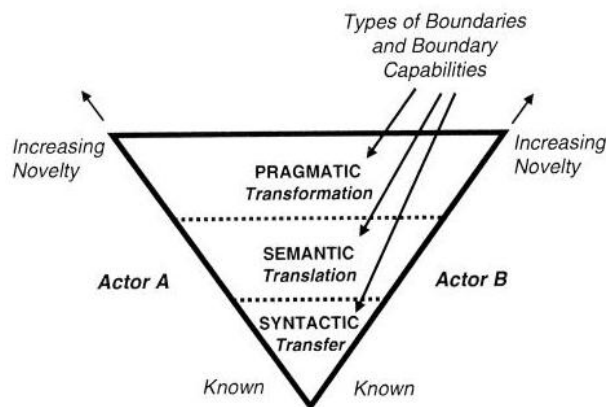 Types of Boundaries
and Boundary
Capabilities
Increasing
Novelty
Increasing
Novelty
PRAGMATIC
Transformation
SEMANTIC
Translation
Actor A
Actor B
SYNTACTIC
Transfer
Known
Known